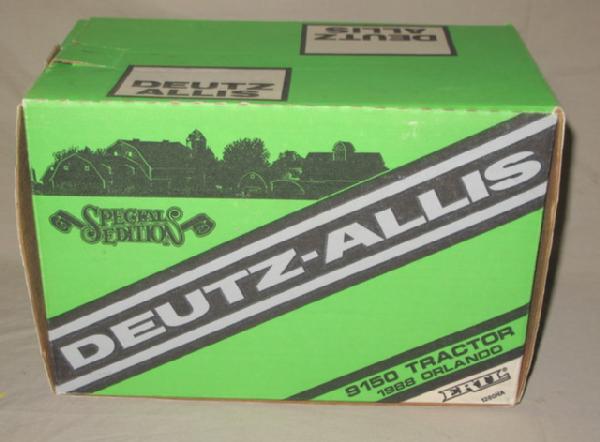 DEUTZ
ALLIS
DEUTZ
ALLIS
SPECIAL
EDITION
DEUTZ-ALLIS
9150 TRACTOR
1988 ORLANDO
ERTL®